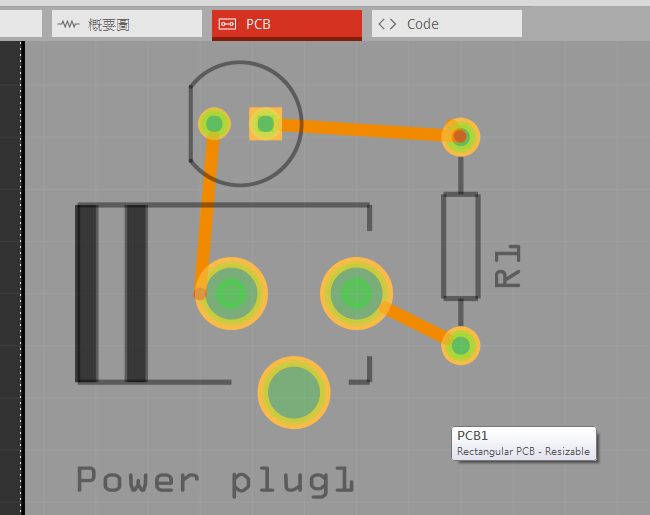 概要圖
PCB
Code
R1
PCB1
Rectangular PCB - Resizable
Power plug1